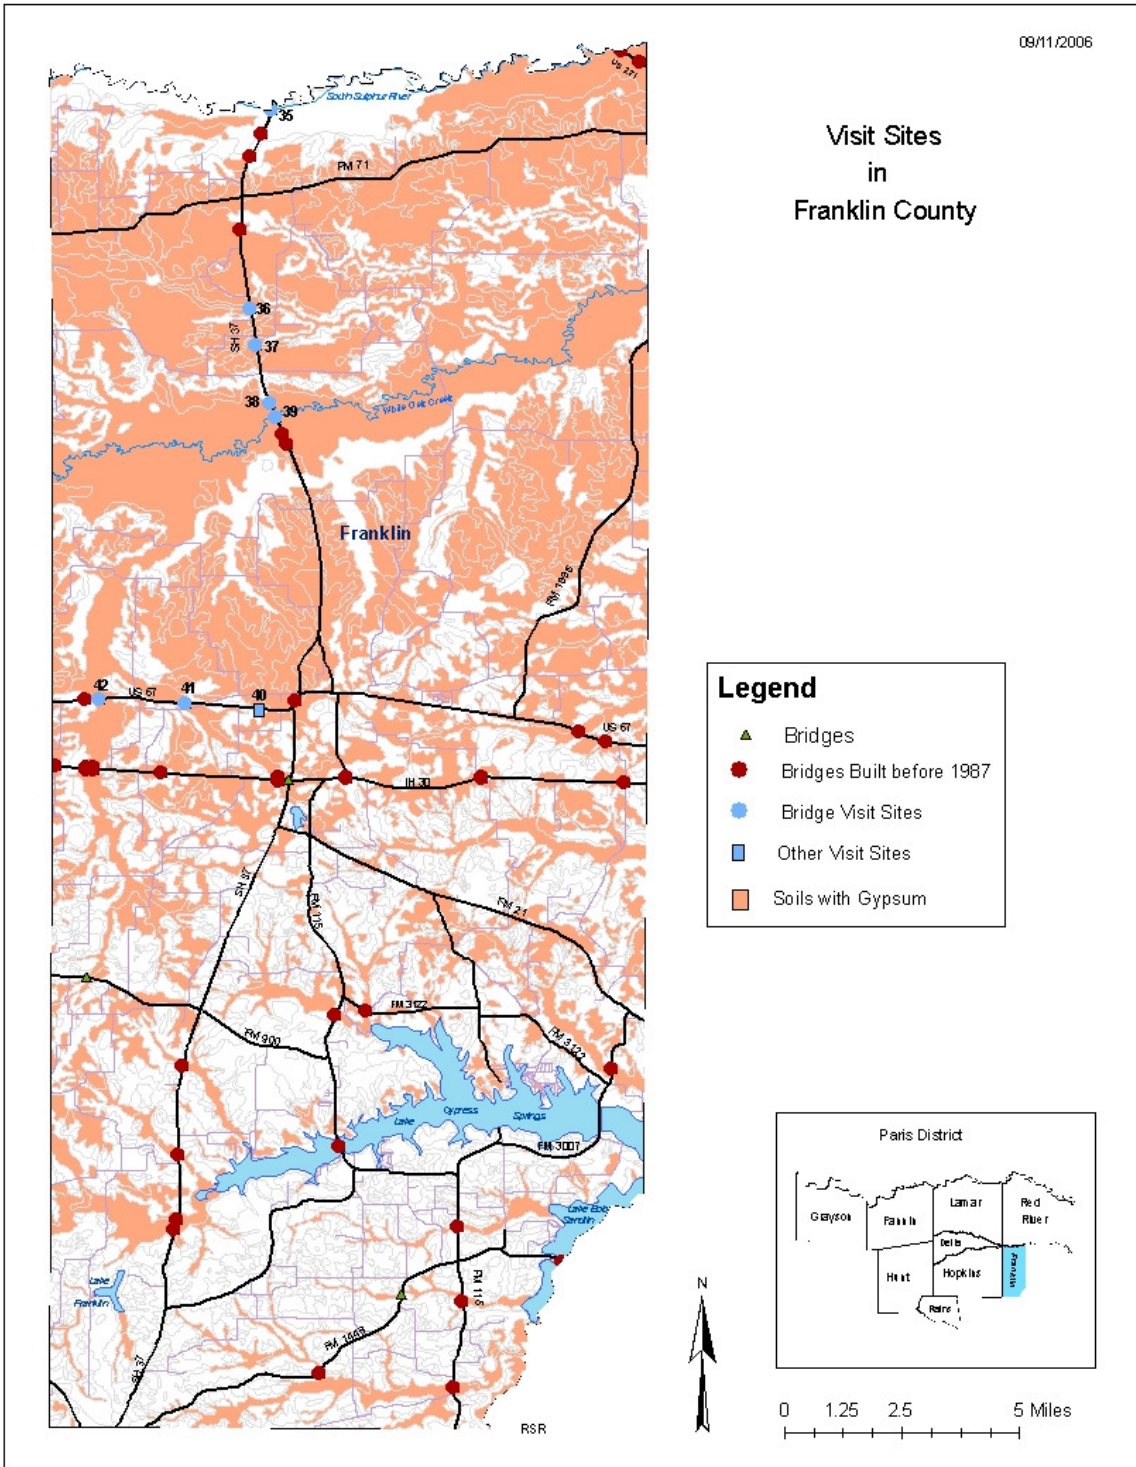 09/11/2006
Visit Sites
in
Franklin County
US 271
South Sulphur River
35
FM 71
36
SH 37
37
38
39
White Oak Creek
Franklin
42
US 67
41
40
US 67
IH 30
SH 37
FM 115
FM 21
FM 3122
FM 900
FM 3122
Lake Cypress Springs
FM 3007
Lake Bob
Sandlin
Lake
Franklin
FM 115
SH 37
RSR
Legend
Bridges
Bridges Built before 1987
Bridge Visit Sites
Other Visit Sites
Soils with Gypsum
Paris District
Grayson
Fannin
Lamar
Red
River
Delta
Hunt
Hopkins
Franklin
Rains
N
0 1.25 2.5 5 Miles